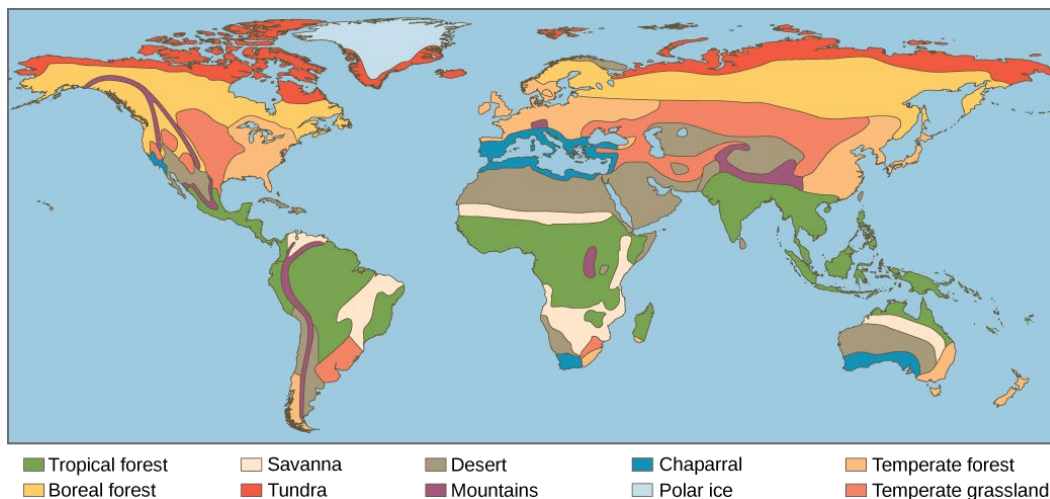 Tropical forest Savanna Desert Chaparral Temperate forest
Boreal forest Tundra Mountains Polar ice Temperate grassland